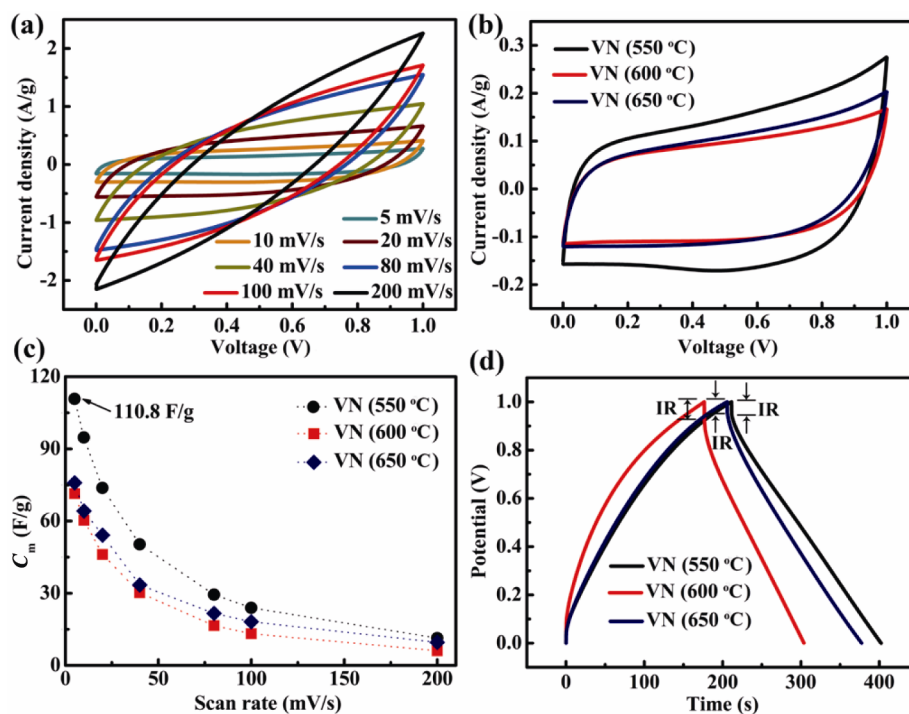 (a)
Current density (A/g)
2
1
0
-1
-2
5 mV/s
10 mV/s
20 mV/s
40 mV/s
80 mV/s
100 mV/s
200 mV/s
0.0 0.2 0.4 0.6 0.8 1.0
Voltage (V)
(b)
Current density (A/g)
0.3
0.2
0.1
0.0
-0.1
-0.2
VN (550 °C)
VN (600 °C)
VN (650 °C)
0.0 0.2 0.4 0.6 0.8 1.0
Voltage (V)
(c)
Cm (F/g)
120
90
60
30
0
110.8 F/g
VN (550 °C)
VN (600 °C)
VN (650 °C)
0 50 100 150 200
Scan rate (mV/s)
(d)
Potential (V)
1.0
0.8
0.6
0.4
0.2
0.0
IR
IR
IR
VN (550 °C)
VN (600 °C)
VN (650 °C)
0 100 200 300 400
Time (s)